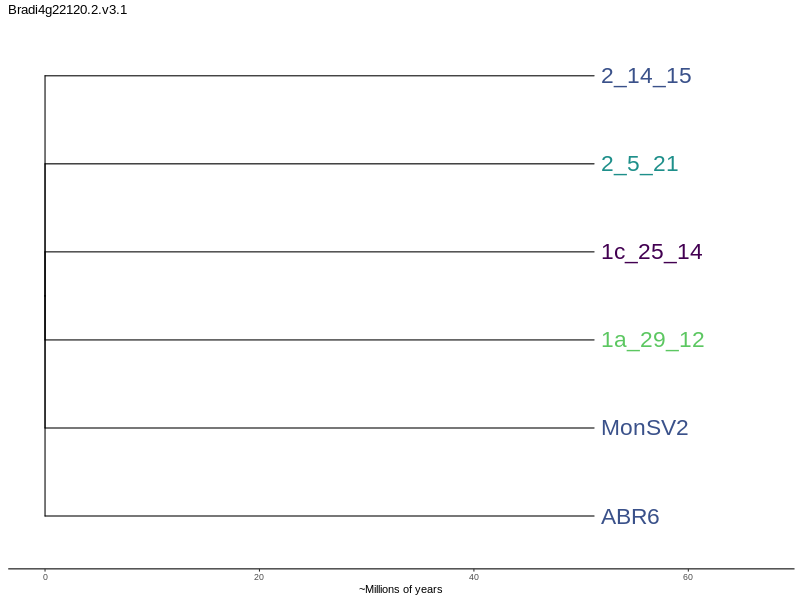 Bradi4g22120.2.v3.1
2_14_15
2_5_21
1c_25_14
1a_29_12
MonSV2
ABR6
0 20 40 60
~Millions of years